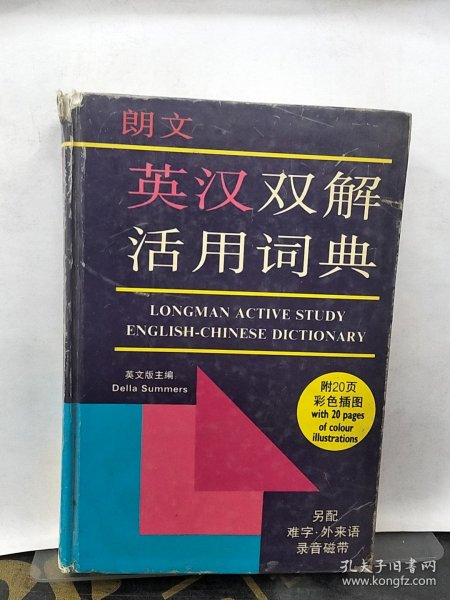 朗文
英汉双解
活用词典
LONGMAN ACTIVE STUDY
ENGLISH-CHINESE DICTIONARY
英文版主编
Della Summers
附20页
彩色插图
with 20 pages
of colour
illustrations
另配
难字·外来语
录音磁带
孔夫子旧书网
www.kongfz.com